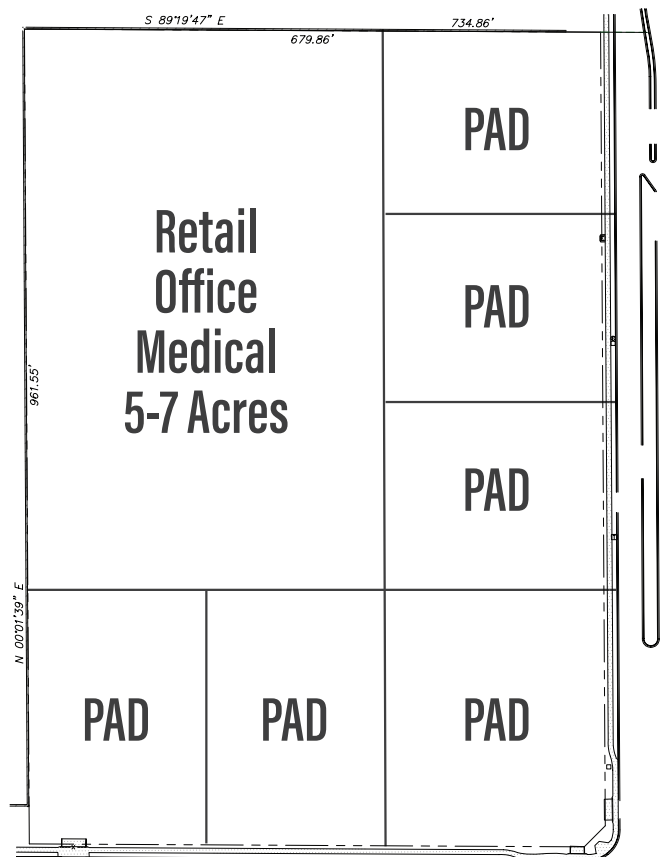 S 89°19'47" E
734.86'
679.86'
PAD
Retail
Office
Medical
5-7 Acres
PAD
961.55'
PAD
N 00°01'39" E
PAD
PAD
PAD